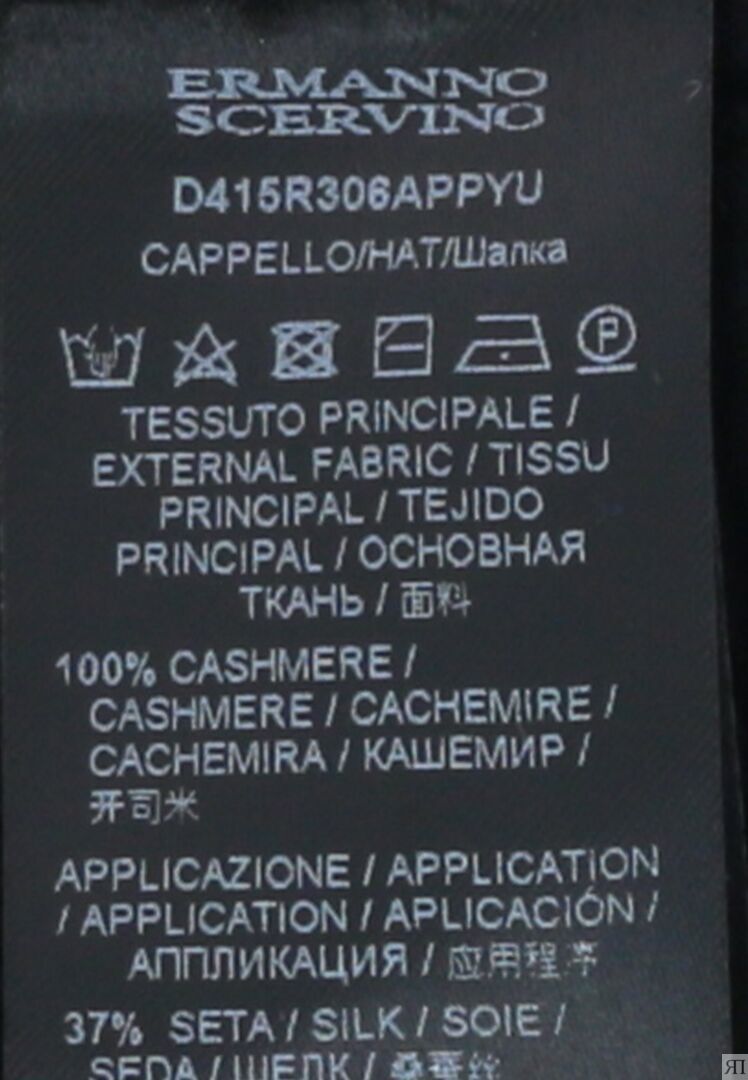 ERMANNO
SCERVINO
D415R306APPYU
CAPPELLO/HAT/Шапка
P
TESSUTO PRINCIPALE /
EXTERNAL FABRIC / TISSU
PRINCIPAL / TEJIDO
PRINCIPAL / ОСНОВНАЯ
ТКАНЬ / 面料
100% CASHMERE /
CASHMERE / CACHEMIRE /
CACHEMIRA / КАШЕМИР /
开司米
APPLICAZIONE / APPLICATION
/ APPLICATION / APLICACIÓN /
АППЛИКАЦИЯ / 应用程序
37% SETA / SILK / SOIE /
SEDA / ШЕЛК / 桑蚕丝
ЯП